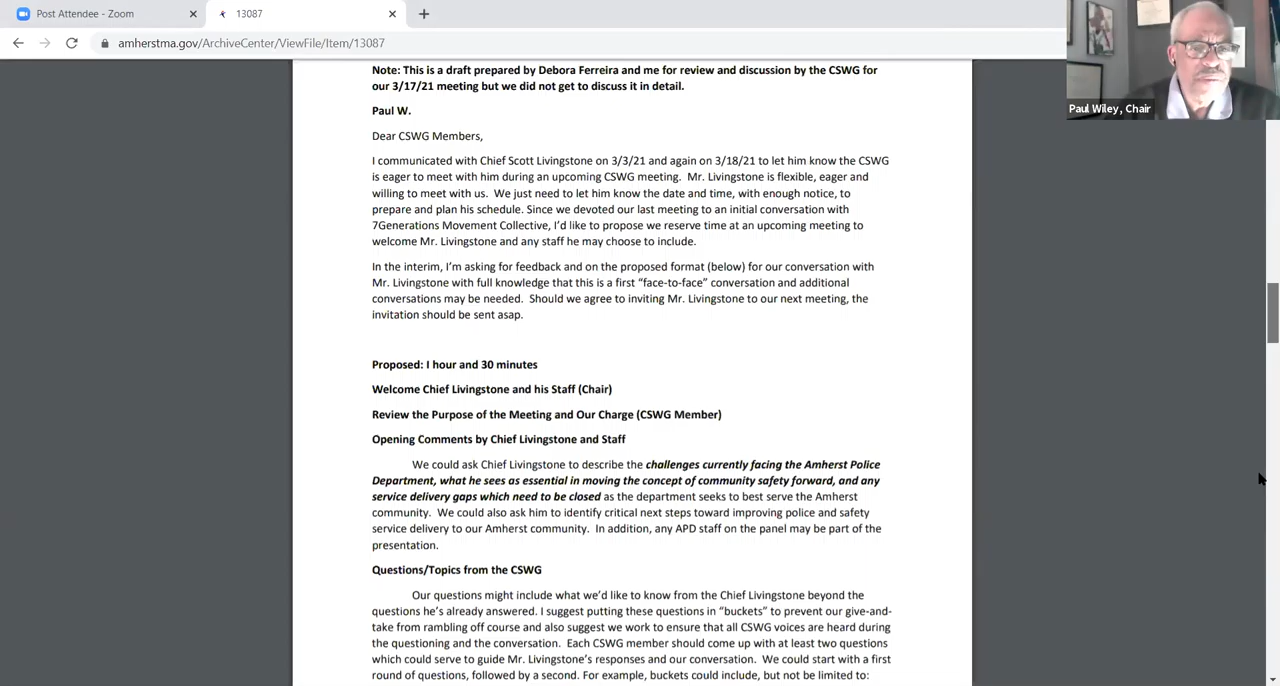 Post Attendee - Zoom
13087
amherstma.gov/ArchiveCenter/ViewFile/Item/13087
Paul Wiley, Chair
Note: This is a draft prepared by Debora Ferreira and me for review and discussion by the CSWG for
our 3/17/21 meeting but we did not get to discuss it in detail.
Paul W.
Dear CSWG Members,
I communicated with Chief Scott Livingstone on 3/3/21 and again on 3/18/21 to let him know the CSWG
is eager to meet with him during an upcoming CSWG meeting. Mr. Livingstone is flexible, eager and
willing to meet with us. We just need to let him know the date and time, with enough notice, to
prepare and plan his schedule. Since we devoted our last meeting to an initial conversation with
7Generations Movement Collective, I'd like to propose we reserve time at an upcoming meeting to
welcome Mr. Livingstone and any staff he may choose to include.
In the interim, I'm asking for feedback and on the proposed format (below) for our conversation with
Mr. Livingstone with full knowledge that this is a first “face-to-face” conversation and additional
conversations may be needed. Should we agree to inviting Mr. Livingstone to our next meeting, the
invitation should be sent asap.
Proposed: I hour and 30 minutes
Welcome Chief Livingstone and his Staff (Chair)
Review the Purpose of the Meeting and Our Charge (CSWG Member)
Opening Comments by Chief Livingstone and Staff
We could ask Chief Livingstone to describe the challenges currently facing the Amherst Police
Department, what he sees as essential in moving the concept of community safety forward, and any
service delivery gaps which need to be closed as the department seeks to best serve the Amherst
community. We could also ask him to identify critical next steps toward improving police and safety
service delivery to our Amherst community. In addition, any APD staff on the panel may be part of the
presentation.
Questions/Topics from the CSWG
Our questions might include what we'd like to know from the Chief Livingstone beyond the
questions he's already answered. I suggest putting these questions in “buckets” to prevent our give-and-
take from rambling off course and also suggest we work to ensure that all CSWG voices are heard during
the questioning and the conversation. Each CSWG member should come up with at least two questions
which could serve to guide Mr. Livingstone's responses and our conversation. We could start with a first
round of questions, followed by a second. For example, buckets could include, but not be limited to: